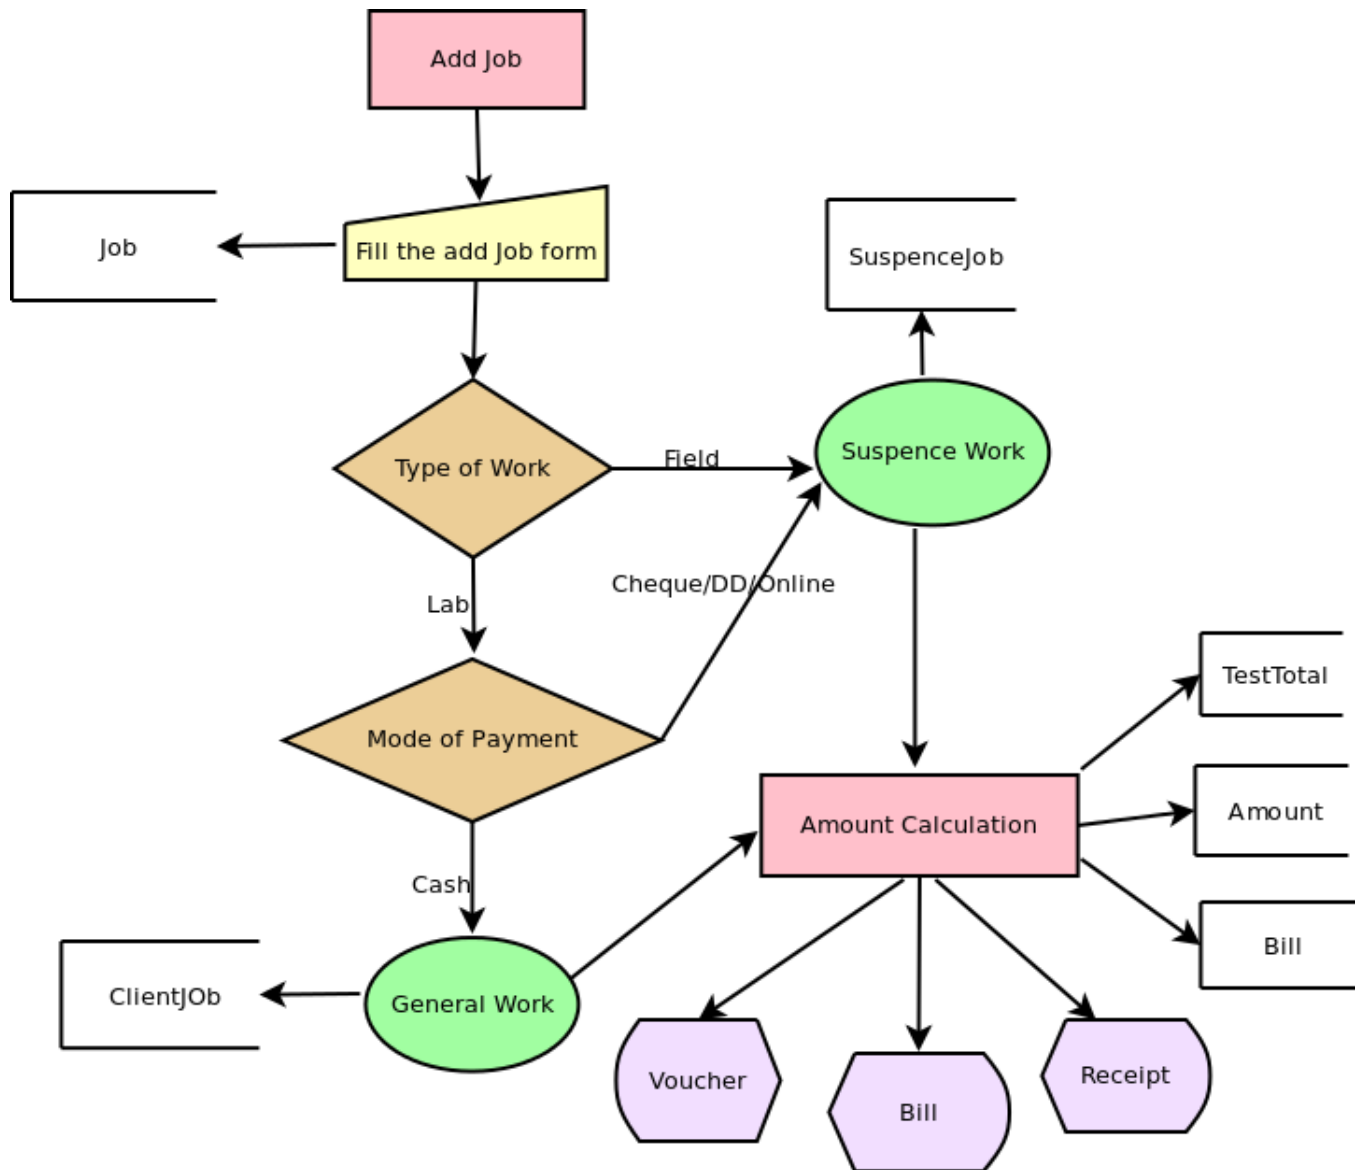 Add Job
Fill the add Job form
Job
SuspenceJob
Type of Work
Field
Suspence Work
Cheque/DD/Online
Lab
TestTotal
Mode of Payment
Amount
Amount Calculation
Cash
Bill
ClientJOb
General Work
Voucher
Bill
Receipt